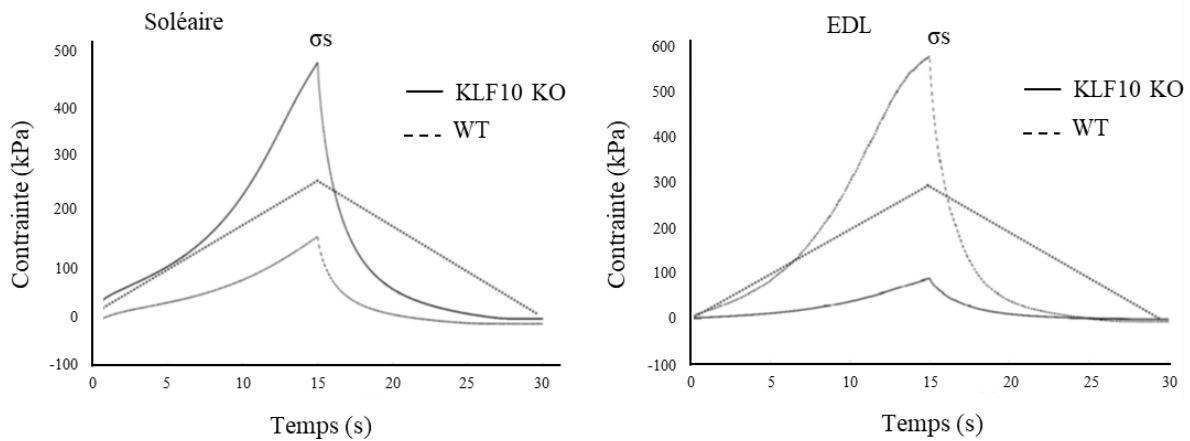 Soléaire
σs
500
400
300
200
100
0
-100
KLF10 KO
WT
Contrainte (kPa)
0 5 10 15 20 25 30
Temps (s)
EDL
σs
600
500
400
300
200
100
0
-100
KLF10 KO
WT
Contrainte (kPa)
0 5 10 15 20 25 30
Temps (s)